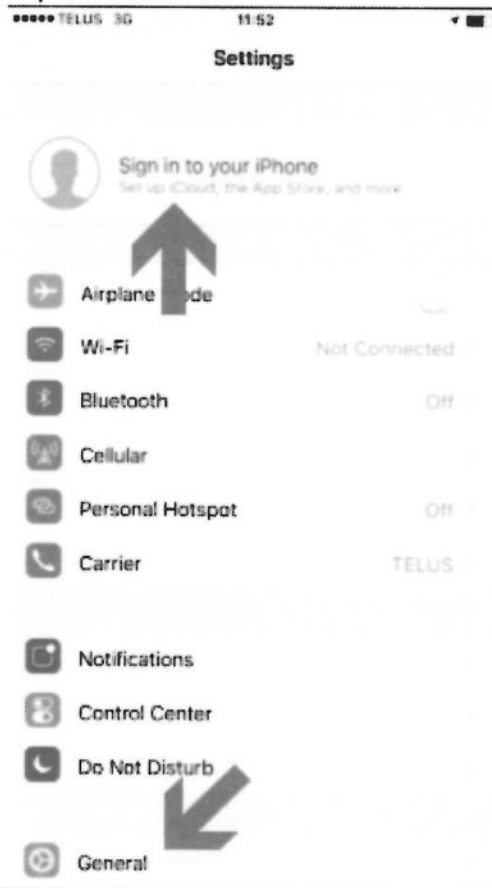 TELUS 3G 11:52
Settings
Sign in to your iPhone
Set up iCloud, the App Store, and more
Airplane
Wi-Fi Not Connected
Bluetooth Off
Cellular
Personal Hotspot Off
Carrier TELUS
Notifications
Control Center
Do Not Disturb
General